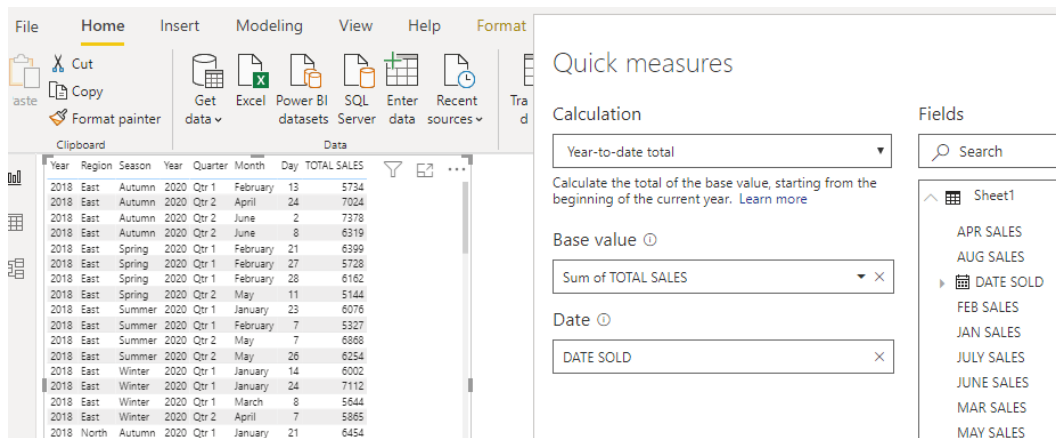 File Home Insert Modeling View Help Format
Cut
Copy
Format painter
aste
Get data
Excel
Power BI datasets
SQL Server
Enter data
Recent sources
Tra
d
Clipboard
Data
Year Region Season Year Quarter Month Day TOTAL SALES
2018 East Autumn 2020 Qtr 1 February 13 5734
2018 East Autumn 2020 Qtr 2 April 24 7024
2018 East Autumn 2020 Qtr 2 June 2 7378
2018 East Autumn 2020 Qtr 2 June 8 6319
2018 East Spring 2020 Qtr 1 February 21 6399
2018 East Spring 2020 Qtr 1 February 27 5728
2018 East Spring 2020 Qtr 1 February 28 6162
2018 East Spring 2020 Qtr 2 May 11 5144
2018 East Summer 2020 Qtr 1 January 23 6076
2018 East Summer 2020 Qtr 1 February 7 5327
2018 East Summer 2020 Qtr 2 May 7 6868
2018 East Summer 2020 Qtr 2 May 26 6254
2018 East Winter 2020 Qtr 1 January 14 6002
2018 East Winter 2020 Qtr 1 January 24 7112
2018 East Winter 2020 Qtr 1 March 8 5644
2018 East Winter 2020 Qtr 2 April 7 5865
2018 North Autumn 2020 Qtr 1 January 21 6454
Quick measures
Calculation
Year-to-date total
Calculate the total of the base value, starting from the
beginning of the current year. Learn more
Base value
Sum of TOTAL SALES
Date
DATE SOLD
Fields
Search
Sheet1
APR SALES
AUG SALES
DATE SOLD
FEB SALES
JAN SALES
JULY SALES
JUNE SALES
MAR SALES
MAY SALES